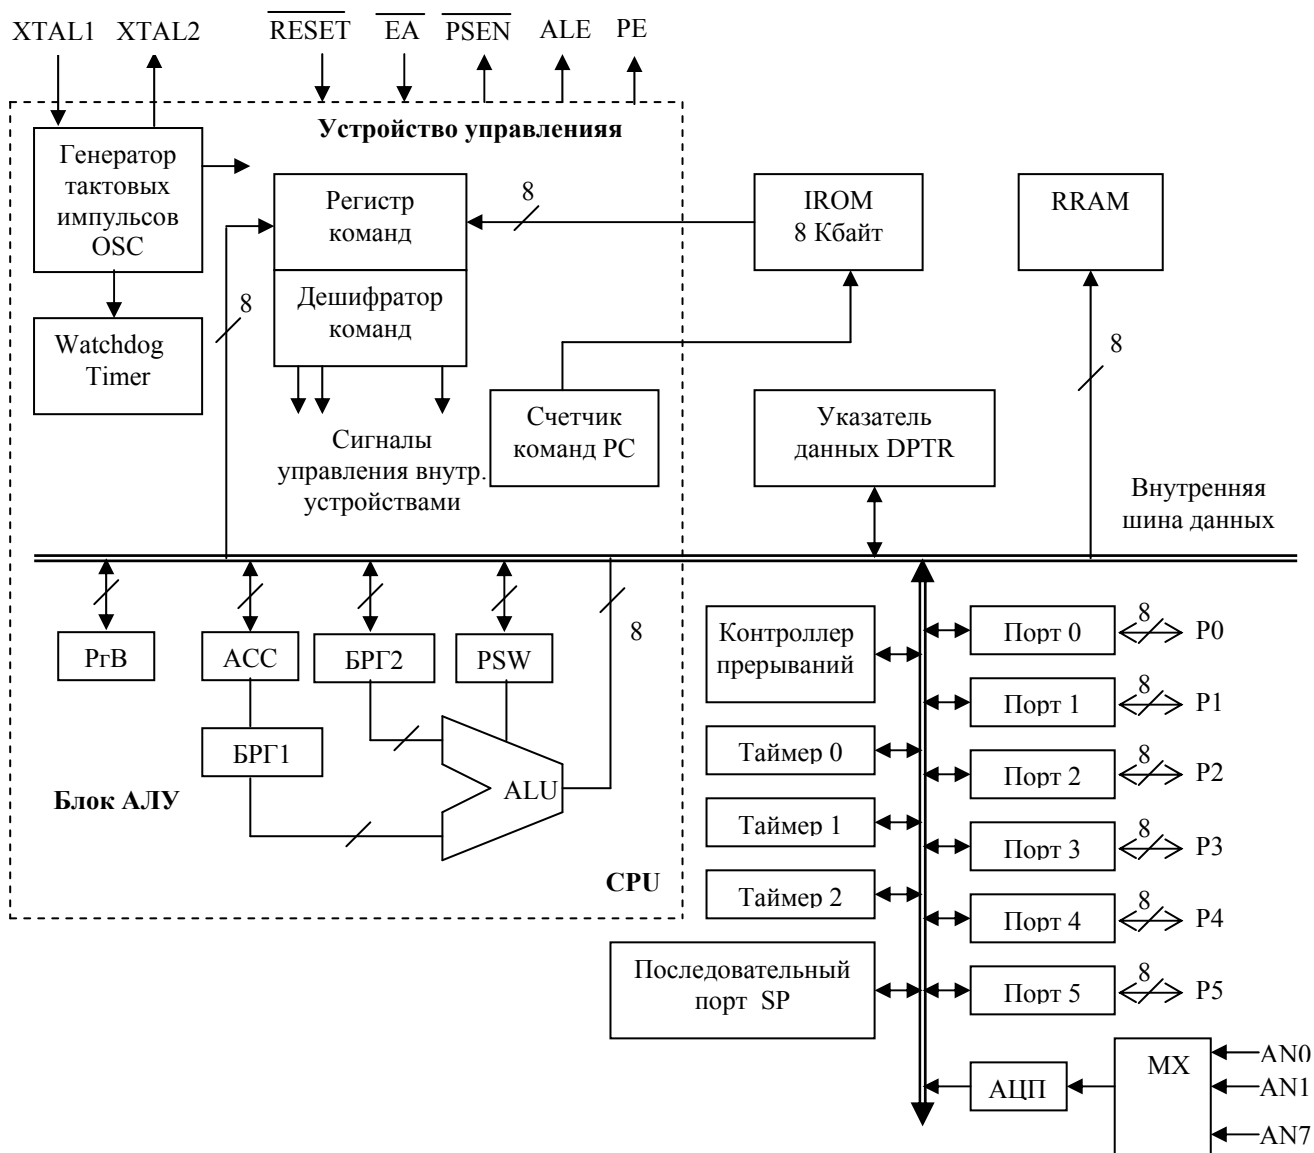 XTAL1 XTAL2 RESET EA PSEN ALE PE
Устройство управленияя
Генератор
тактовых
импульсов
OSC
Watchdog
Timer
8
Регистр
команд
Дешифратор
команд
Сигналы
управления внутр.
устройствами
8
IROM
8 Кбайт
RRAM
8
Счетчик
команд PC
Указатель
данных DPTR
Внутренняя
шина данных
РгВ
ACC
БРГ2
PSW
8
БРГ1
ALU
Блок АЛУ
CPU
Контроллер
прерываний
Таймер 0
Таймер 1
Таймер 2
Последовательный
порт SP
Порт 0 8 P0
Порт 1 8 P1
Порт 2 8 P2
Порт 3 8 P3
Порт 4 8 P4
Порт 5 8 P5
АЦП
MX
AN0
AN1
AN7